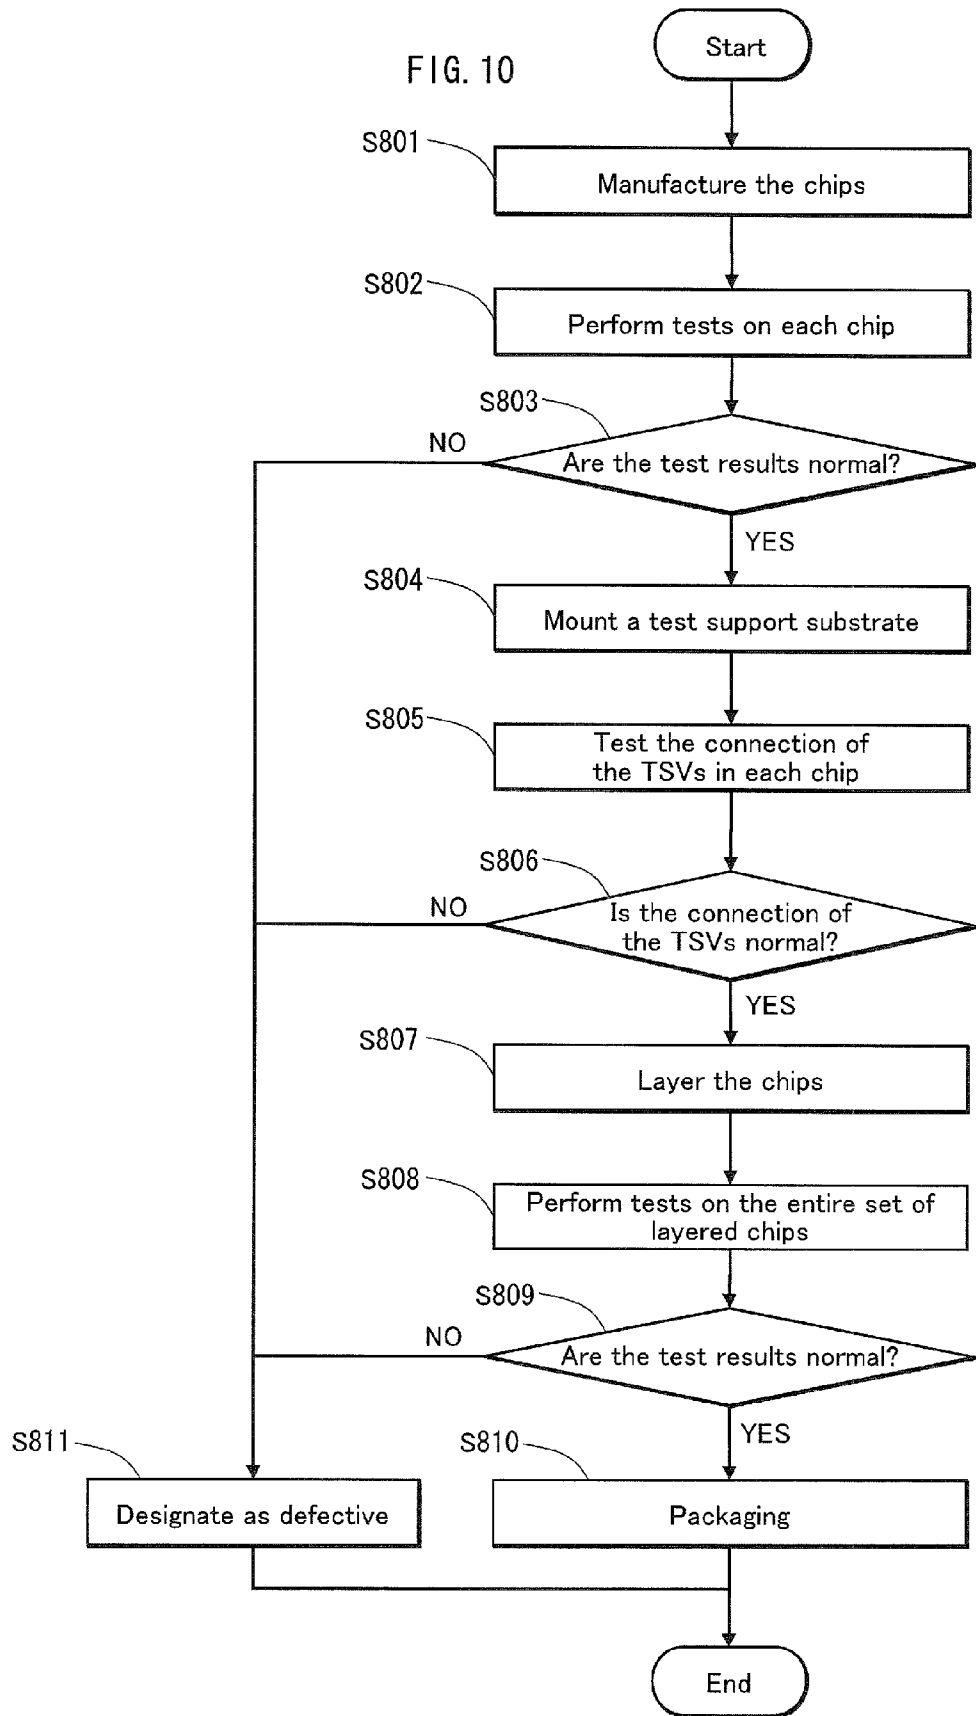 FIG. 10
Start
S801
Manufacture the chips
S802
Perform tests on each chip
S803
NO
Are the test results normal?
YES
S804
Mount a test support substrate
S805
Test the connection of
the TSVs in each chip
S806
NO
Is the connection of
the TSVs normal?
YES
S807
Layer the chips
S808
Perform tests on the entire set of
layered chips
S809
NO
Are the test results normal?
YES
S811
S810
Designate as defective
Packaging
End